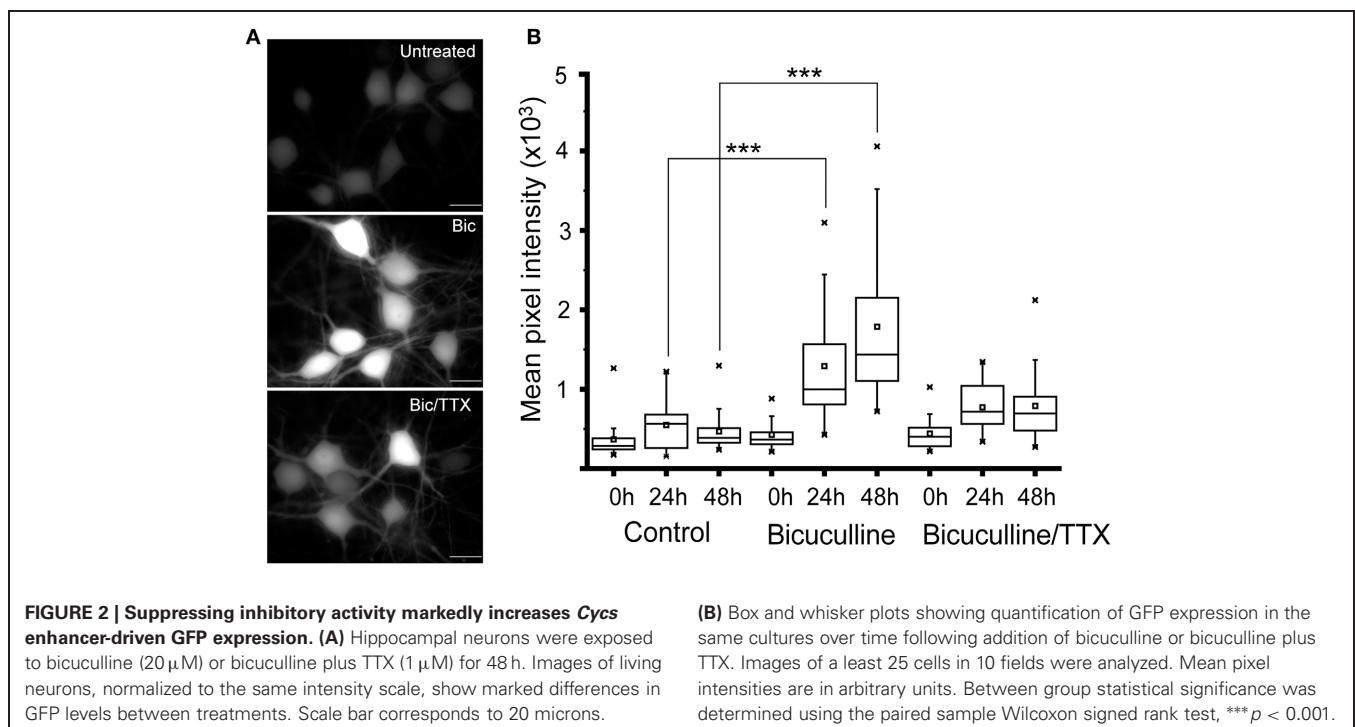 A
Untreated
Bic
Bic/TTX
B
Mean pixel intensity (x10³)
5
4
3
2
1
***
***
0h 24h 48h 0h 24h 48h 0h 24h 48h
Control Bicuculline Bicuculline/TTX
FIGURE 2 | Suppressing inhibitory activity markedly increases Cycs
enhancer-driven GFP expression. (A) Hippocampal neurons were exposed
to bicuculline (20 μM) or bicuculline plus TTX (1 μM) for 48 h. Images of living
neurons, normalized to the same intensity scale, show marked differences in
GFP levels between treatments. Scale bar corresponds to 20 microns.
(B) Box and whisker plots showing quantification of GFP expression in the
same cultures over time following addition of bicuculline or bicuculline plus
TTX. Images of a least 25 cells in 10 fields were analyzed. Mean pixel
intensities are in arbitrary units. Between group statistical significance was
determined using the paired sample Wilcoxon signed rank test, ***p < 0.001.